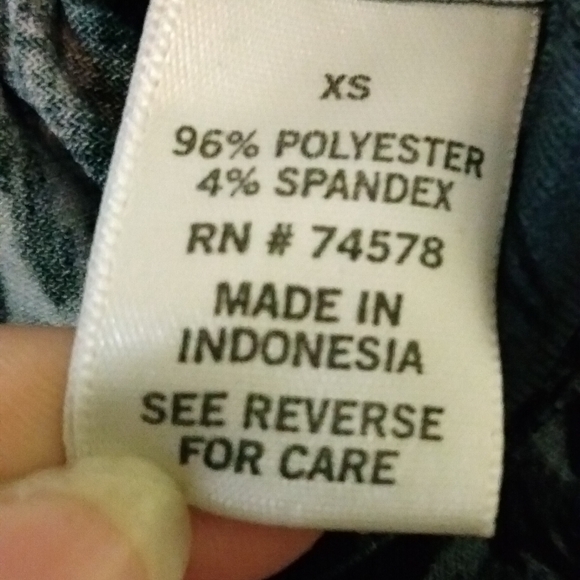 XS
96% POLYESTER
4% SPANDEX
RN # 74578
MADE IN
INDONESIA
SEE REVERSE
FOR CARE